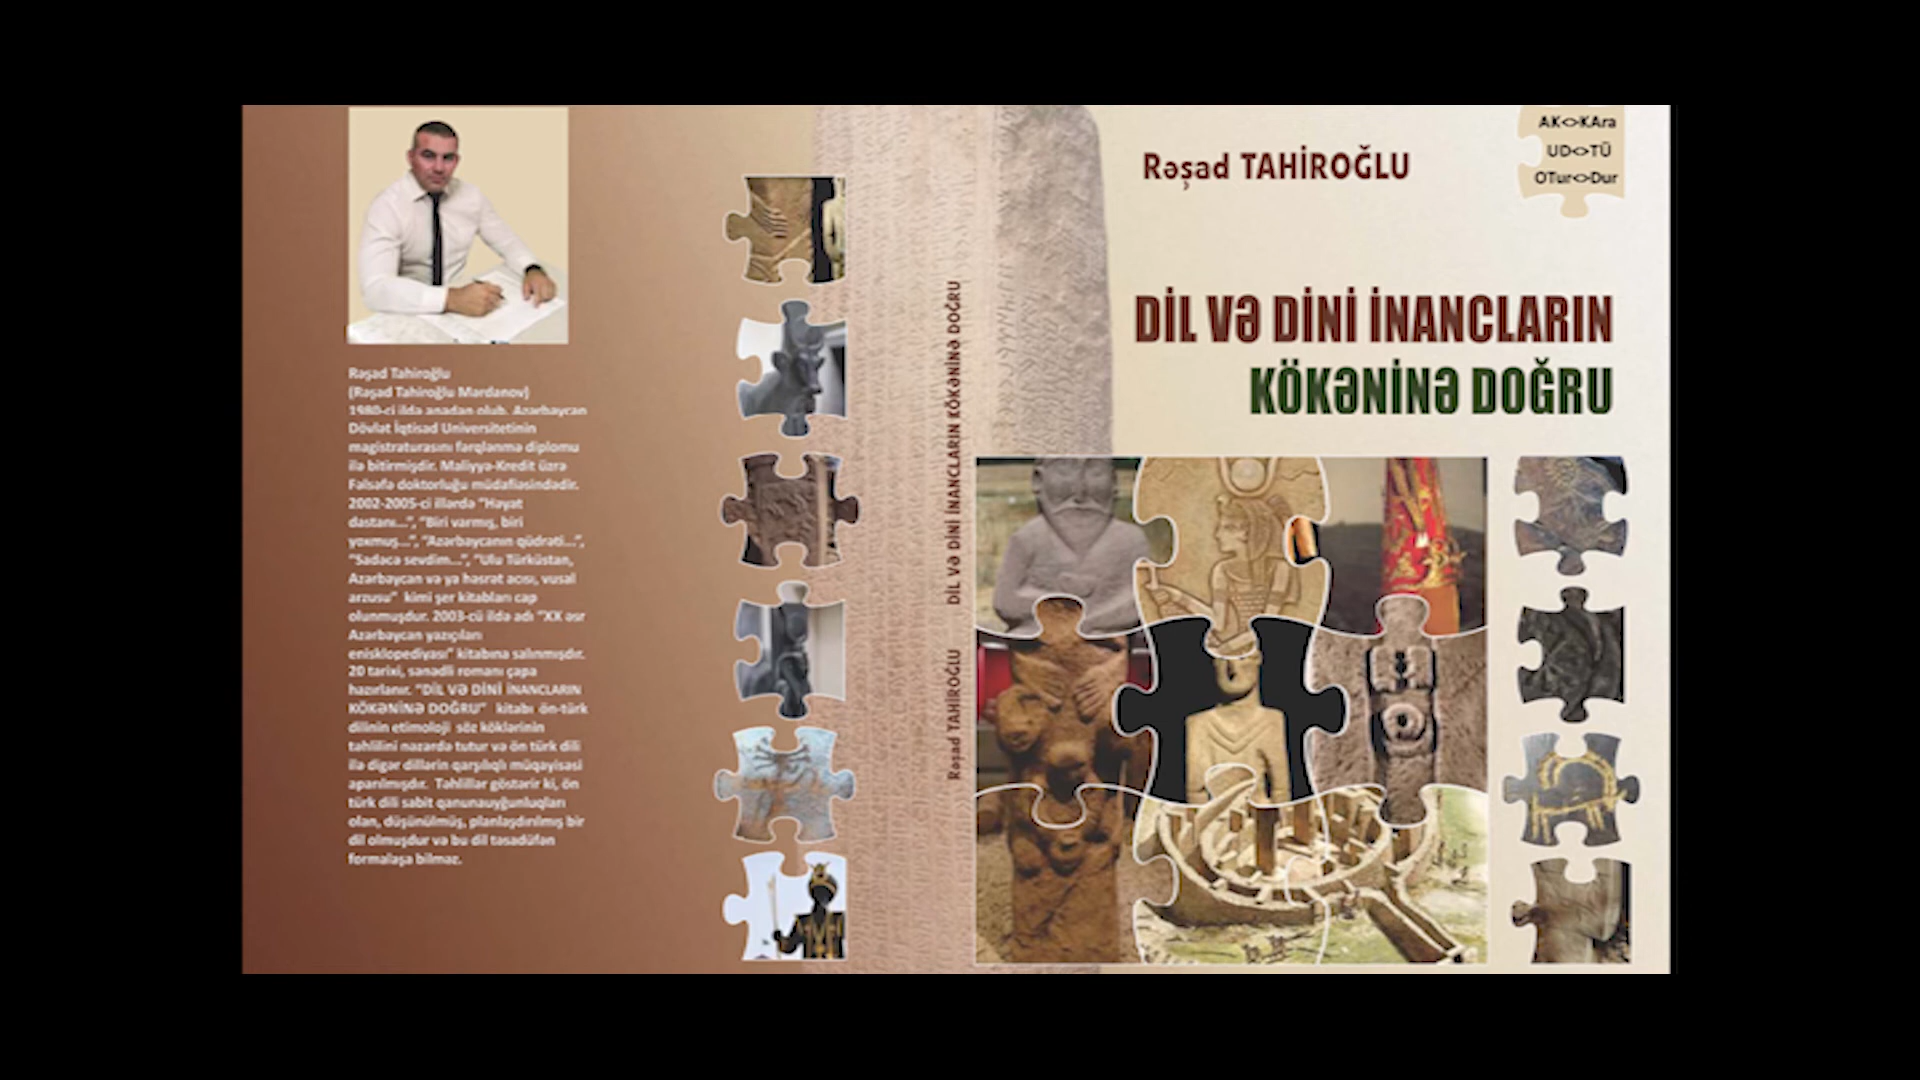 Rəşad Tahiroğlu
(Rəşad Tahiroğlu Mərdanov)
1980-ci ildə anadan olub. Azərbaycan
Dövlət İqtisad Universitetinin
magistraturasını fərqlənmə diplomu
ilə bitirmişdir. Maliyyə-Kredit üzrə
Fəlsəfə doktorluğu müdafiəsindədir.
2002-2005-ci illərdə "Həyat
dastanı...", "Biri varmış, biri
yoxmuş...", "Azərbaycanın qüdrəti...",
"Sadəcə sevdim...", "Ulu Türküstan,
Azərbaycan və ya həsrət acısı, vusal
arzusu" kimi şer kitabları çap
olunmuşdur. 2003-cü ildə adı "XX əsr
Azərbaycan yazıçıları
enisklopediyası" kitabına salınmışdır.
20 tarixi, sənədli romanı çapa
hazırlanır. "DİL VƏ DİNİ İNANCLARIN
KÖKƏNİNƏ DOĞRU" kitabı ön-türk
dilinin etimoloji söz köklərinin
təhlilini nəzərdə tutur və ön türk dili
ilə digər dillərin qarşılıqlı müqayisəsi
aparılmışdır. Təhlillər göstərir ki, ön
türk dili sabit qanunauyğunluqları
olan, düşünülmüş, planlaşdırılmış bir
dil olmuşdur və bu dil təsadüfən
formalaşa bilməz.
Rəşad TAHİROĞLU DİL VƏ DİNİ İNANCLARIN KÖKƏNİNƏ DOĞRU
Rəşad TAHİROĞLU
AK<>KAra
UD<>TÜ
OTur<>Dur
DİL VƏ DİNİ İNANCLARIN
KÖKƏNİNƏ DOĞRU